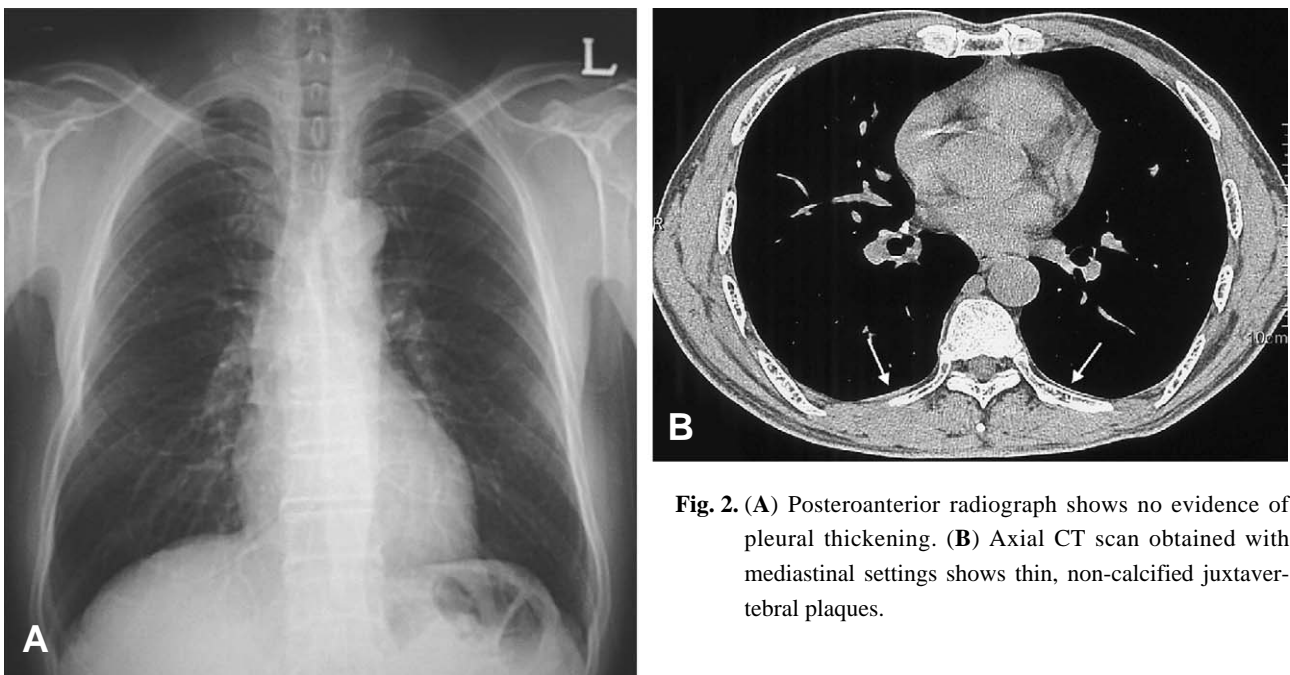 L
A
R
10cm
B
Fig. 2. (A) Posteroanterior radiograph shows no evidence of
pleural thickening. (B) Axial CT scan obtained with
mediastinal settings shows thin, non-calcified juxtaver-
tebral plaques.